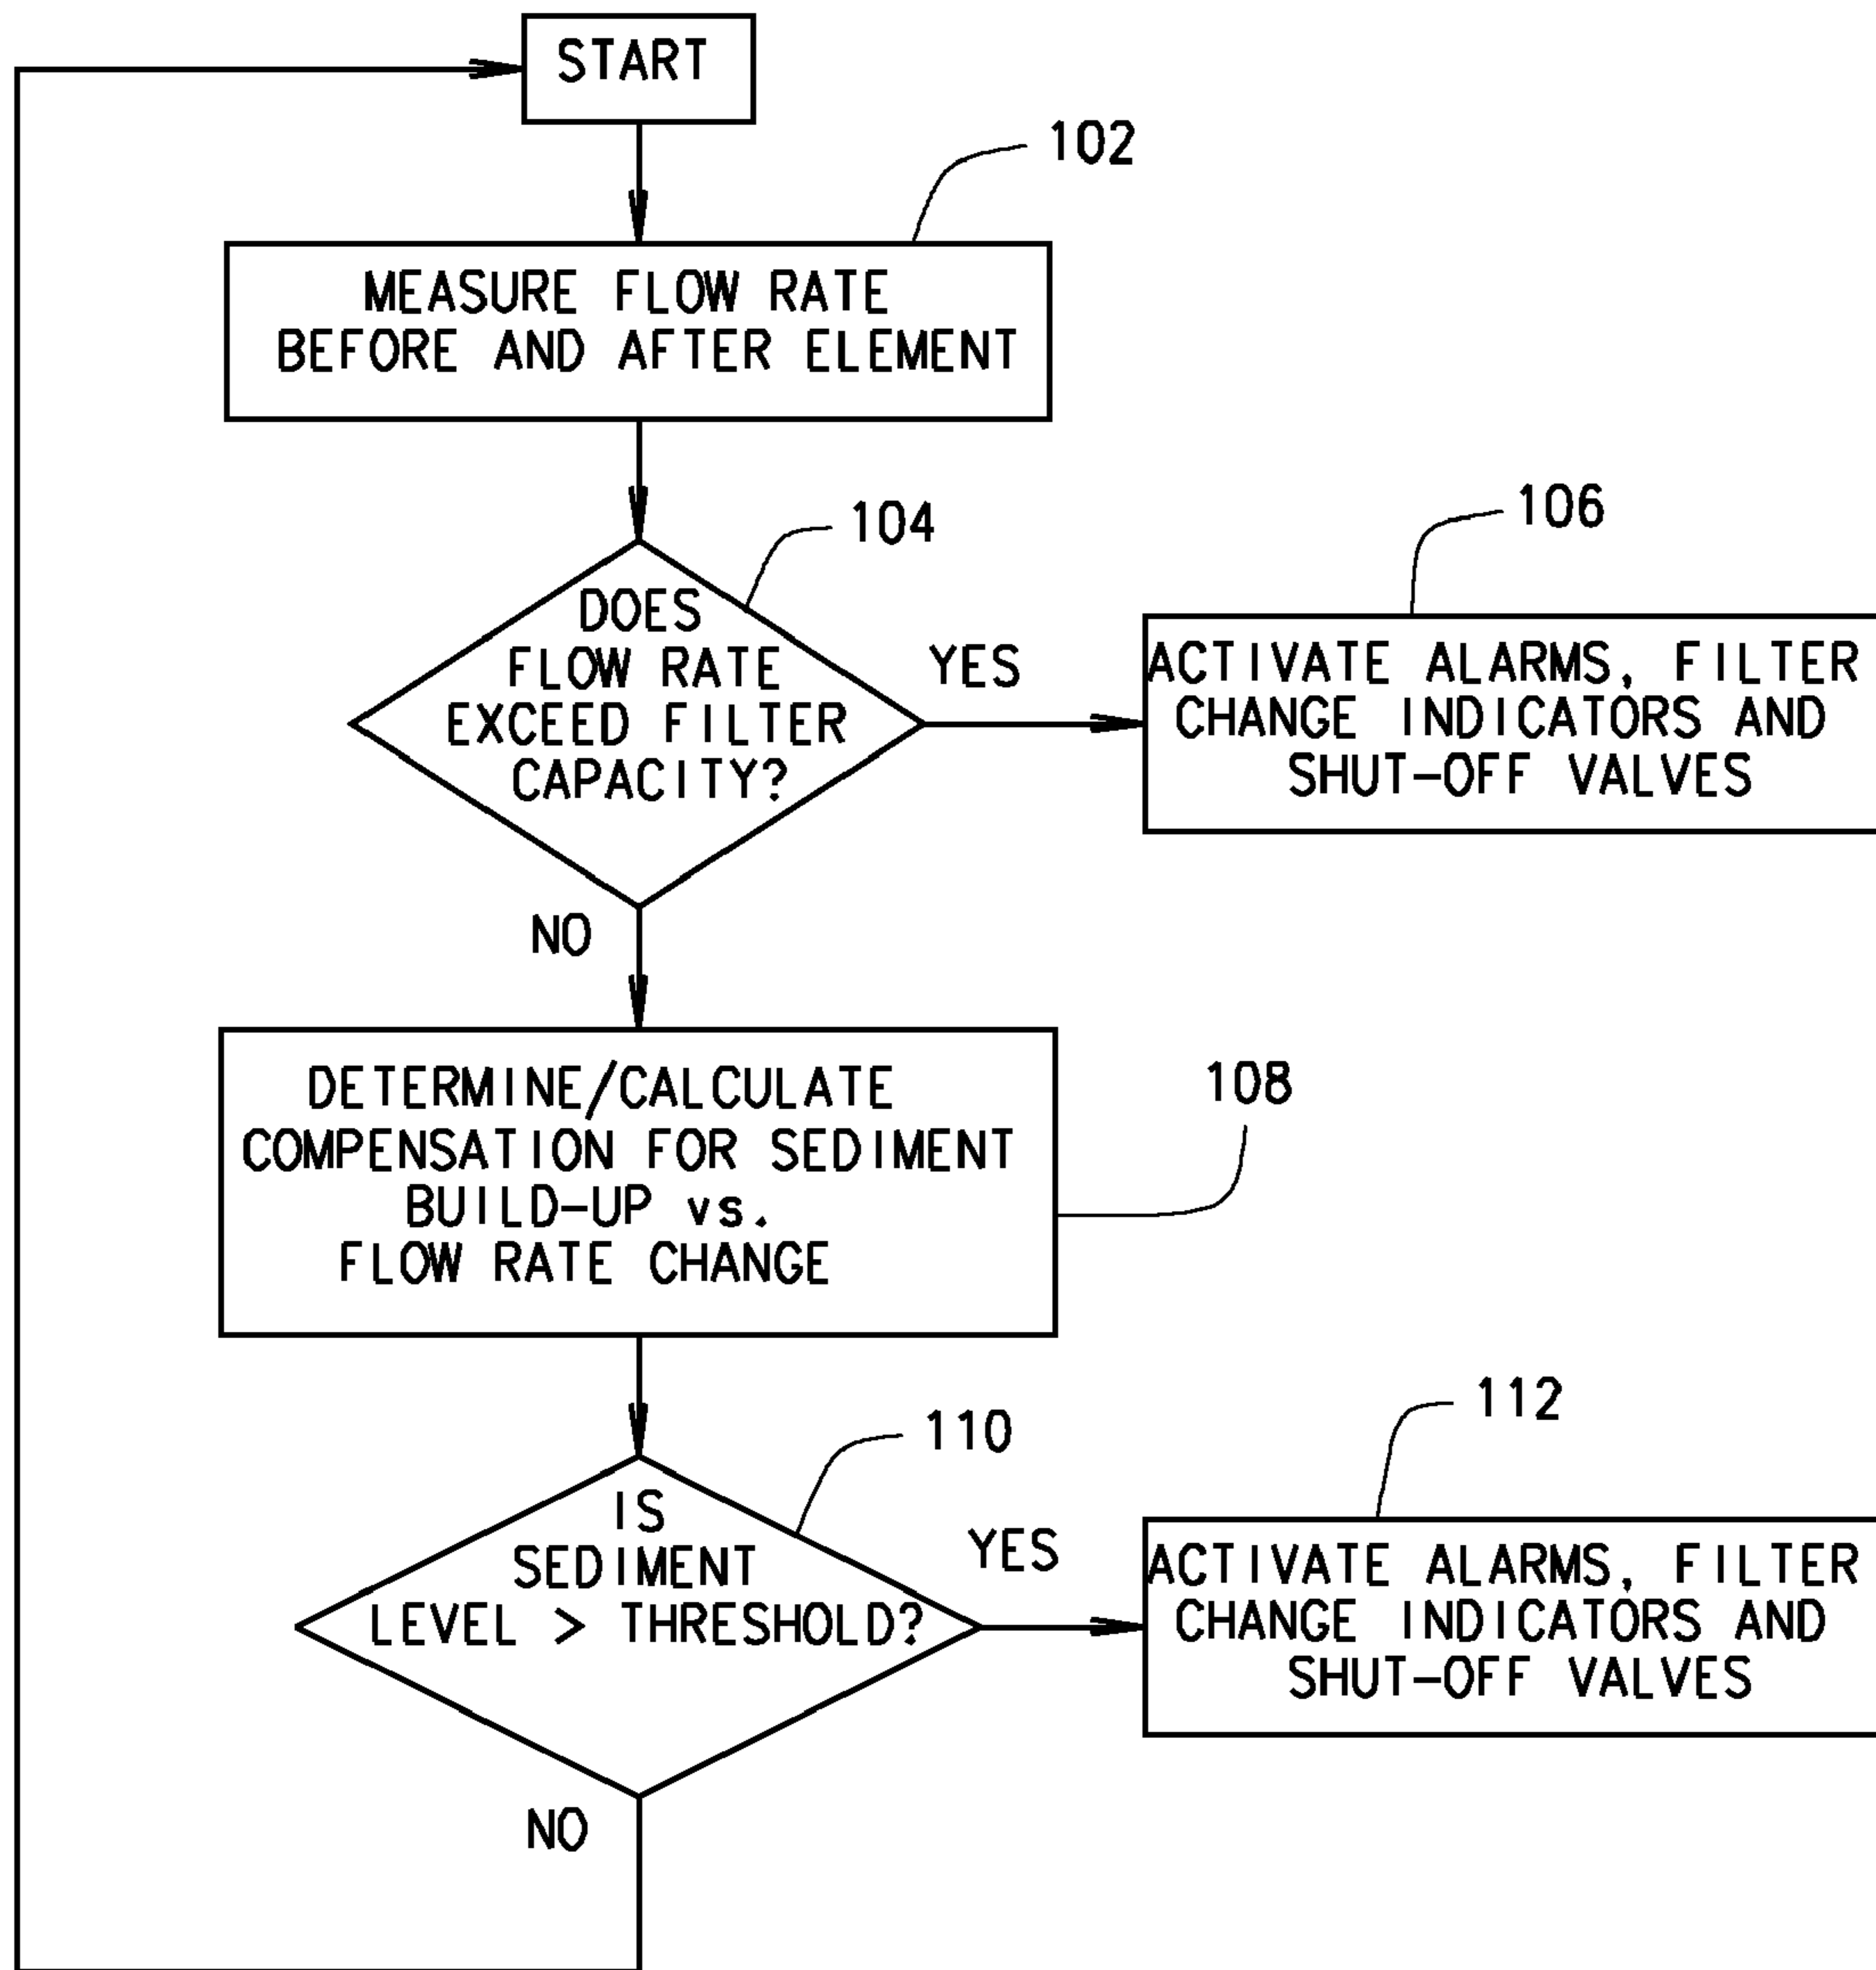 START
102
MEASURE FLOW RATE
BEFORE AND AFTER ELEMENT
104
DOES
FLOW RATE
EXCEED FILTER
CAPACITY?
YES
106
ACTIVATE ALARMS, FILTER
CHANGE INDICATORS AND
SHUT-OFF VALVES
NO
DETERMINE/CALCULATE
COMPENSATION FOR SEDIMENT
BUILD-UP vs.
FLOW RATE CHANGE
108
110
IS
SEDIMENT
LEVEL > THRESHOLD?
YES
112
ACTIVATE ALARMS, FILTER
CHANGE INDICATORS AND
SHUT-OFF VALVES
NO